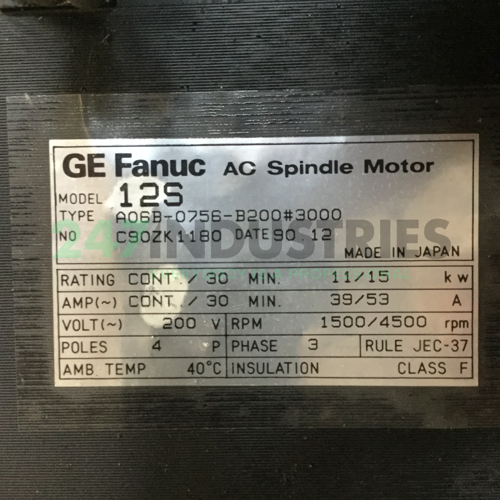 GE Fanuc AC Spindle Motor
MODEL 12S
TYPE A06B-0756-B200#3000
NO C90ZK1180 DATE 90.12
247INDUSTRIES
MADE IN JAPAN
RATING CONT. / 30 MIN. 11/15 kw
AMP(~) CONT. / 30 MIN. 39/53 A
VOLT(~) 200 V RPM 1500/4500 rpm
POLES 4 P PHASE 3 RULE JEC-37
AMB. TEMP 40°C INSULATION CLASS F